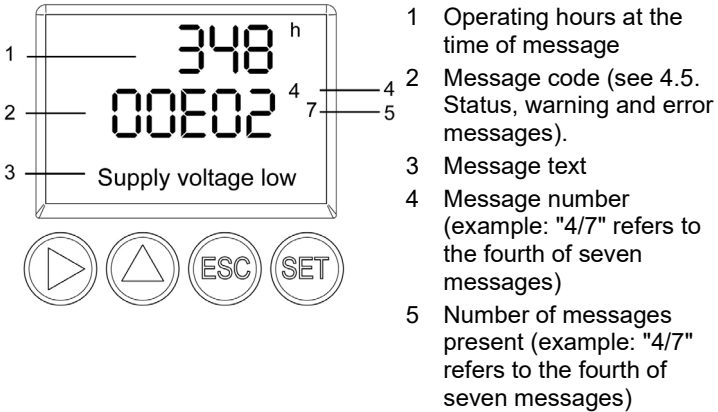 348 h
1
4
4
00E02
2
7
5
3
Supply voltage low
ESC
SET
1 Operating hours at the
time of message
2 Message code (see 4.5.
Status, warning and error
messages).
3 Message text
4 Message number
(example: "4/7" refers to
the fourth of seven
messages)
5 Number of messages
present (example: "4/7"
refers to the fourth of
seven messages)